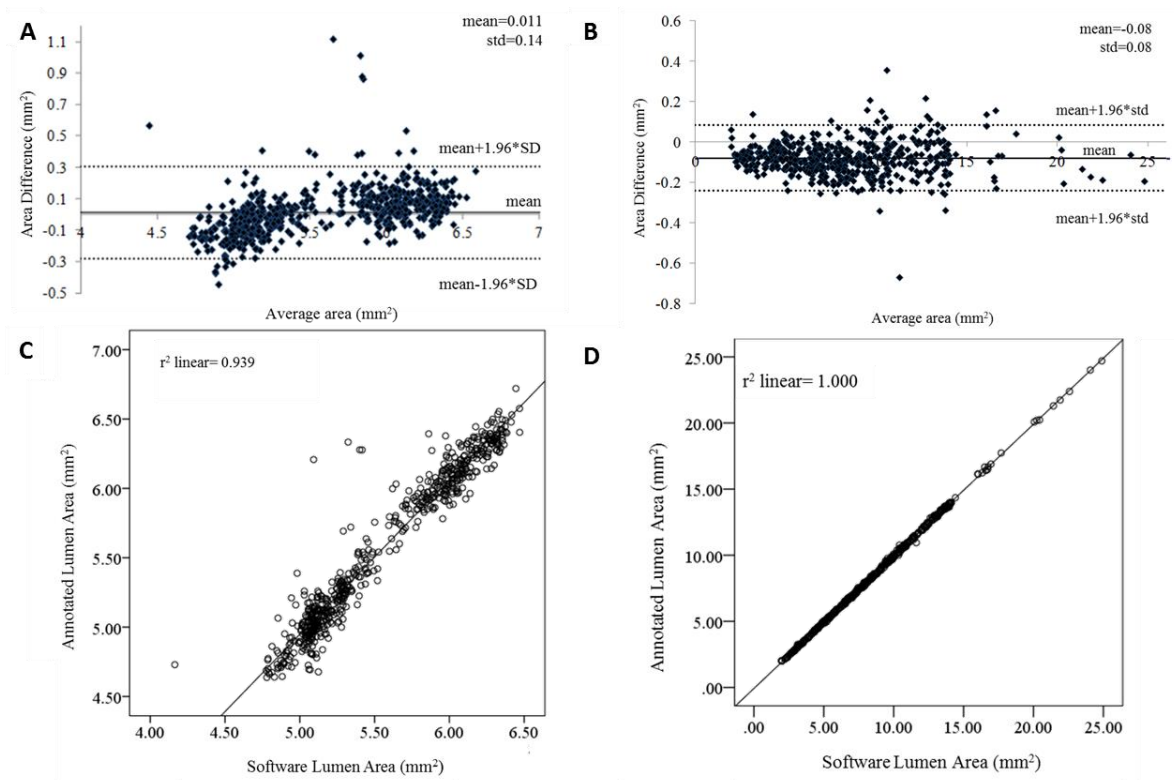 A
mean=0.011
std=0.14
1.1
0.9
0.7
0.5
0.3
0.1
-0.1
-0.3
-0.5
Area Difference (mm²)
mean+1.96*SD
mean
4
4.5
5.5
6.5
7
mean-1.96*SD
Average area (mm²)
B
mean=-0.08
std=0.08
0.6
0.4
0.2
0
-0.2
-0.4
-0.6
-0.8
Area Difference (mm²)
mean+1.96*std
mean
0
15
20
25
mean+1.96*std
Average area (mm²)
C
r² linear= 0.939
7.00
6.50
6.00
5.50
5.00
4.50
Annotated Lumen Area (mm²)
4.00
4.50
5.00
5.50
6.00
6.50
Software Lumen Area (mm²)
D
r² linear= 1.000
25.00
20.00
15.00
10.00
5.00
.00
Annotated Lumen Area (mm²)
.00
5.00
10.00
15.00
20.00
25.00
Software Lumen Area (mm²)